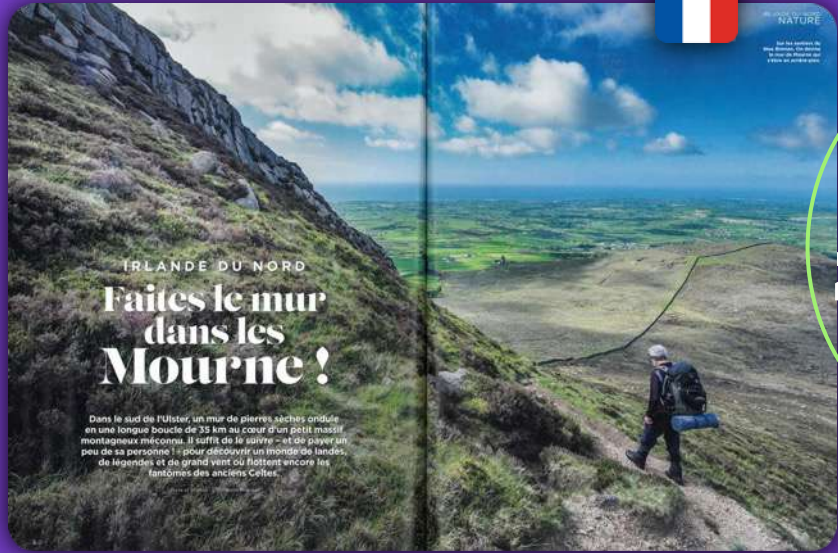 NATURE
IRLANDE DU NORD
Faites le mur
dans les
Mourne !
Dans le sud de l'Ulster, un mur de pierres sèches ondule
en une longue boucle de 35 km au cœur d'un petit massif
montagneux méconnu. Il suffit de le suivre – et de payer un
peu de sa personne ! – pour découvrir un monde de landes,
de légendes et de grand vent où flottent encore les
fantômes des anciens Celtes.